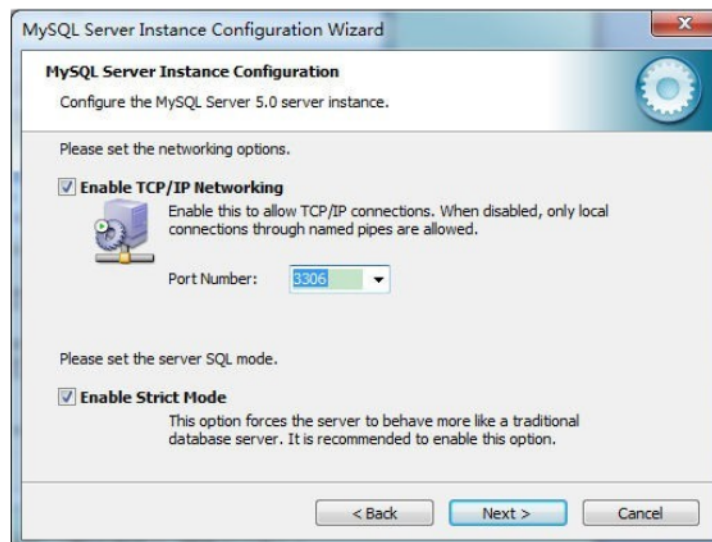 MySQL Server Instance Configuration Wizard
MySQL Server Instance Configuration
Configure the MySQL Server 5.0 server instance.
Please set the networking options.
Enable TCP/IP Networking
Enable this to allow TCP/IP connections. When disabled, only local
connections through named pipes are allowed.
Port Number: 3306
Please set the server SQL mode.
Enable Strict Mode
This option forces the server to behave more like a traditional
database server. It is recommended to enable this option.
< Back Next > Cancel